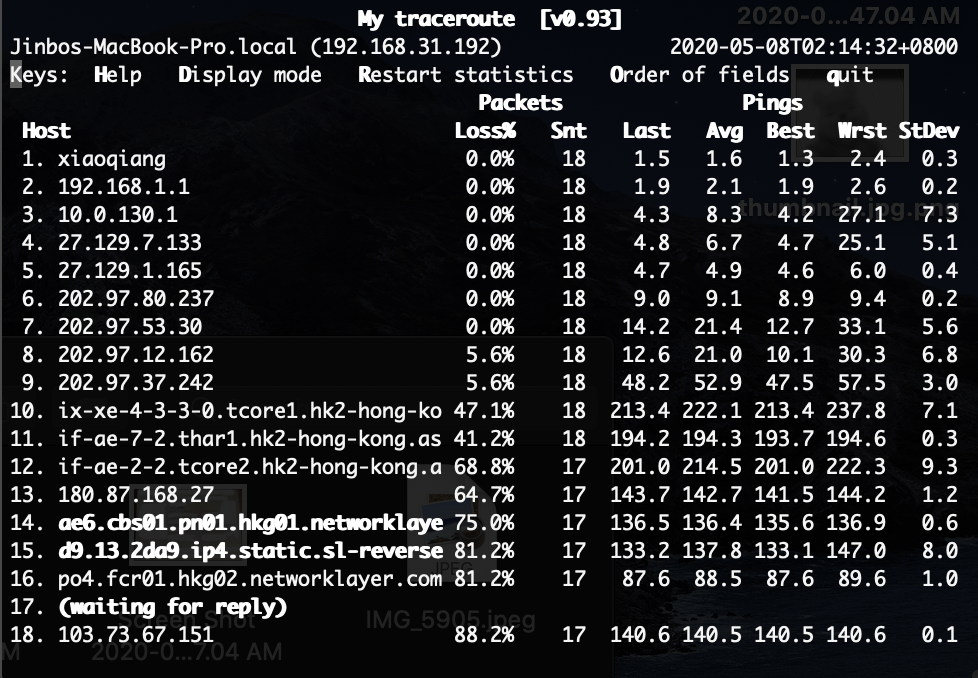 My traceroute [v0.93]
2020-0...47.04 AM
Jinbos-MacBook-Pro.local (192.168.31.192) 2020-05-08T02:14:32+0800
Keys: Help Display mode Restart statistics Order of fields quit
Packets Pings
Host Loss% Snt Last Avg Best Wrst StDev
1. xiaoqiang 0.0% 18 1.5 1.6 1.3 2.4 0.3
2. 192.168.1.1 0.0% 18 1.9 2.1 1.9 2.6 0.2
thumbnail.jpg.png
3. 10.0.130.1 0.0% 18 4.3 8.3 4.2 27.1 7.3
4. 27.129.7.133 0.0% 18 4.8 6.7 4.7 25.1 5.1
5. 27.129.1.165 0.0% 18 4.7 4.9 4.6 6.0 0.4
6. 202.97.80.237 0.0% 18 9.0 9.1 8.9 9.4 0.2
7. 202.97.53.30 0.0% 18 14.2 21.4 12.7 33.1 5.6
8. 202.97.12.162 5.6% 18 12.6 21.0 10.1 30.3 6.8
9. 202.97.37.242 5.6% 18 48.2 52.9 47.5 57.5 3.0
10. ix-xe-4-3-3-0.tcore1.hk2-hong-ko 47.1% 18 213.4 222.1 213.4 237.8 7.1
11. if-ae-7-2.thar1.hk2-hong-kong.as 41.2% 18 194.2 194.3 193.7 194.6 0.3
12. if-ae-2-2.tcore2.hk2-hong-kong.a 68.8% 17 201.0 214.5 201.0 222.3 9.3
13. 180.87.168.27 64.7% 17 143.7 142.7 141.5 144.2 1.2
14. ae6.cbs01.pn01.hkg01.networklaye 75.0% 17 136.5 136.4 135.6 136.9 0.6
15. d9.13.2da9.ip4.static.sl-reverse 81.2% 17 133.2 137.8 133.1 147.0 8.0
JPEG
16. po4.fcr01.hkg02.networklayer.com 81.2% 17 87.6 88.5 87.6 89.6 1.0
17. (waiting for reply)
Screen Shot IMG_5905.jpeg
18. 103.73.67.151 88.2% 17 140.6 140.5 140.5 140.6 0.1
M 2020-0...7.04 AM